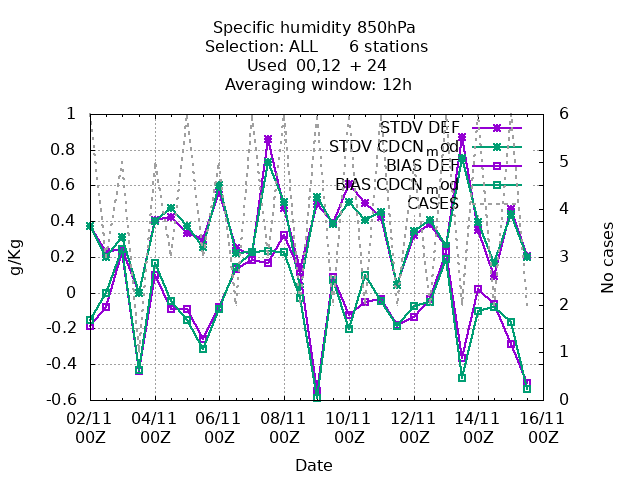 Specific humidity 850hPa
Selection: ALL 6 stations
Used 00,12 + 24
Averaging window: 12h
1
0.8
0.6
0.4
0.2
0
-0.2
-0.4
-0.6
g/Kg
6
5
4
3
2
1
0
No cases
STDV DEF
STDV CDCN_mod
BIAS DEF
BIAS CDCN_mod
CASES
02/11 04/11 06/11 08/11 10/11 12/11 14/11 16/11
00Z 00Z 00Z 00Z 00Z 00Z 00Z 00Z
Date